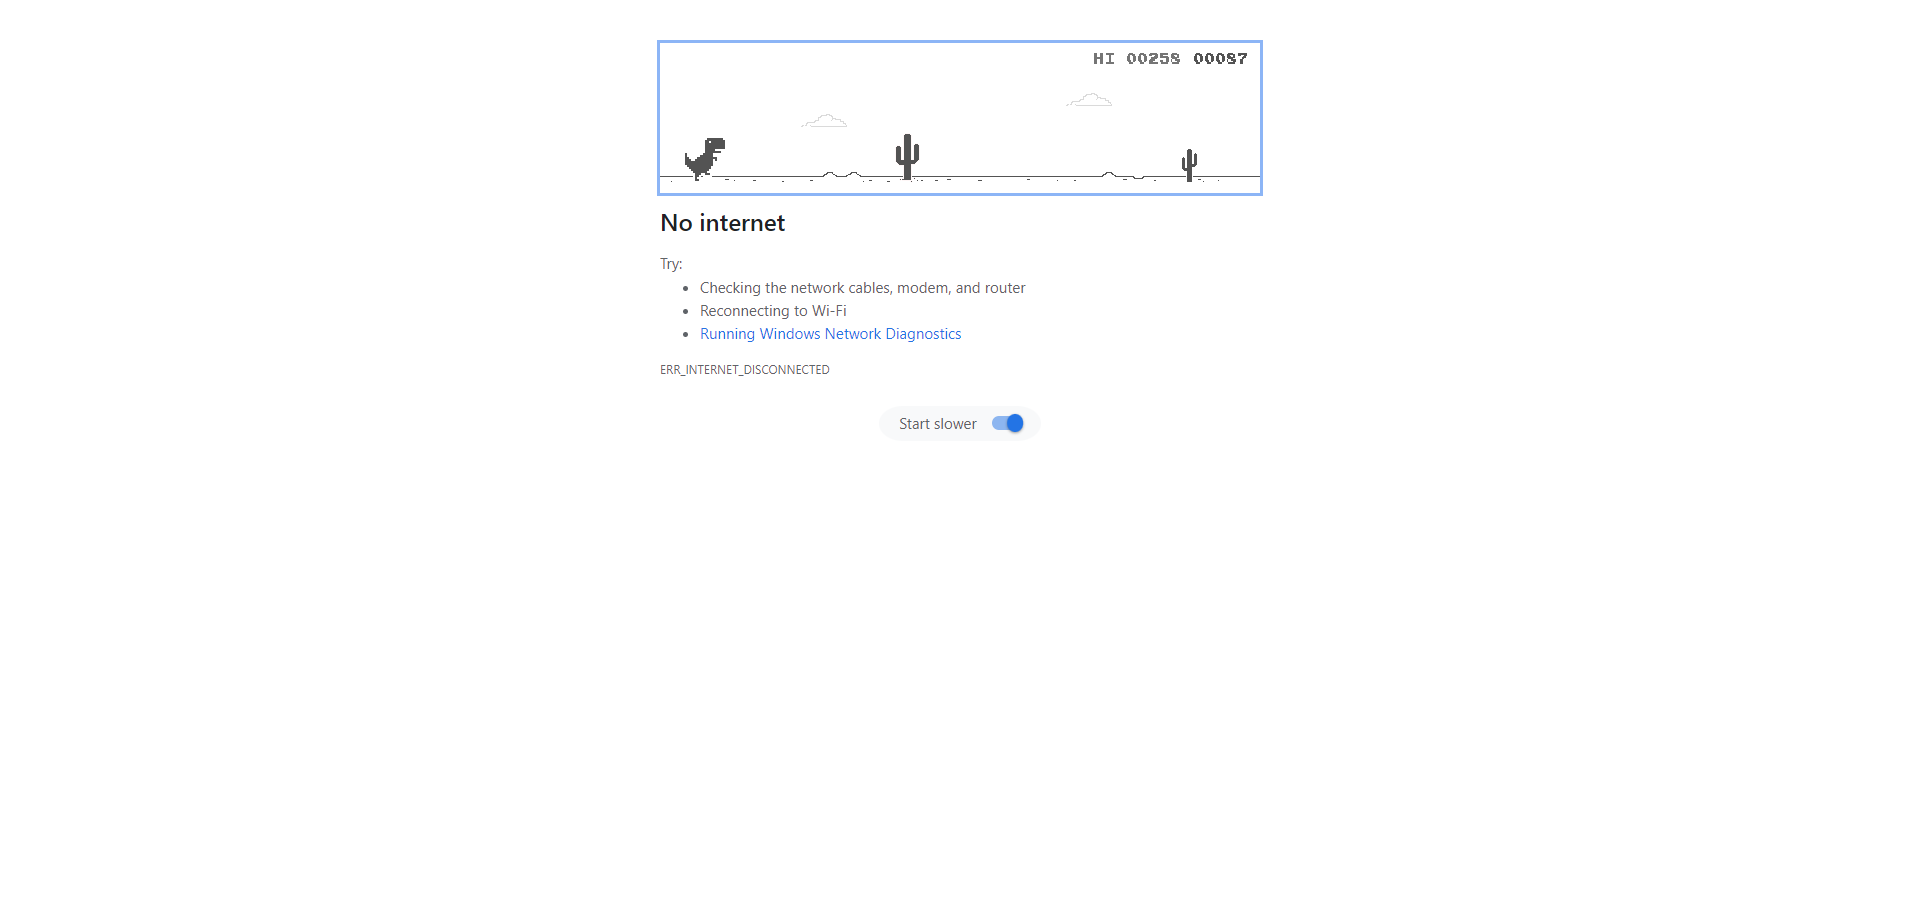 HI 00258 00087
No internet
Try:
Checking the network cables, modem, and router
Reconnecting to Wi-Fi
Running Windows Network Diagnostics
ERR_INTERNET_DISCONNECTED
Start slower